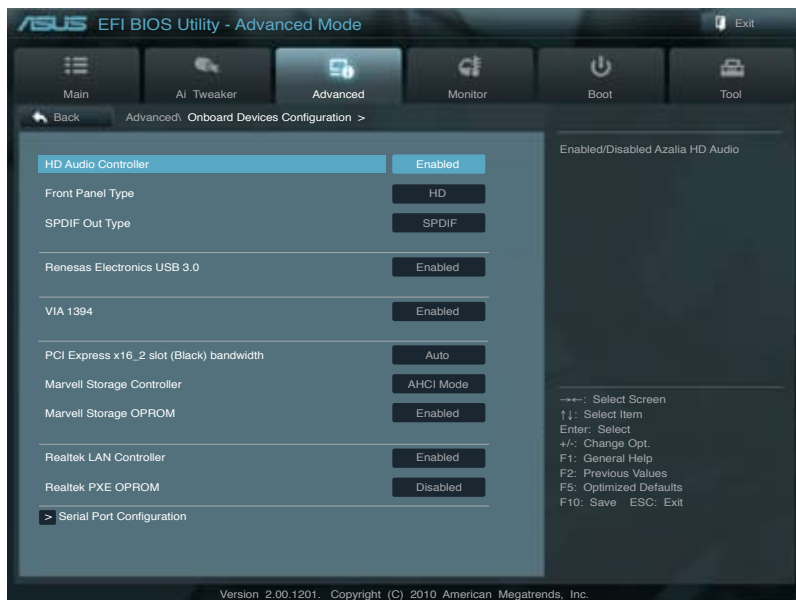 ASUS EFI BIOS Utility - Advanced Mode
Exit
Main
Ai Tweaker
Advanced
Monitor
Boot
Tool
Back
Advanced\ Onboard Devices Configuration >
HD Audio Controller Enabled
Front Panel Type HD
SPDIF Out Type SPDIF
Renesas Electronics USB 3.0 Enabled
VIA 1394 Enabled
PCI Express x16_2 slot (Black) bandwidth Auto
Marvell Storage Controller AHCI Mode
Marvell Storage OPROM Enabled
Realtek LAN Controller Enabled
Realtek PXE OPROM Disabled
> Serial Port Configuration
Enabled/Disabled Azalia HD Audio
→←: Select Screen
↑↓: Select Item
Enter: Select
+/-: Change Opt.
F1: General Help
F2: Previous Values
F5: Optimized Defaults
F10: Save ESC: Exit
Version 2.00.1201. Copyright (C) 2010 American Megatrends, Inc.